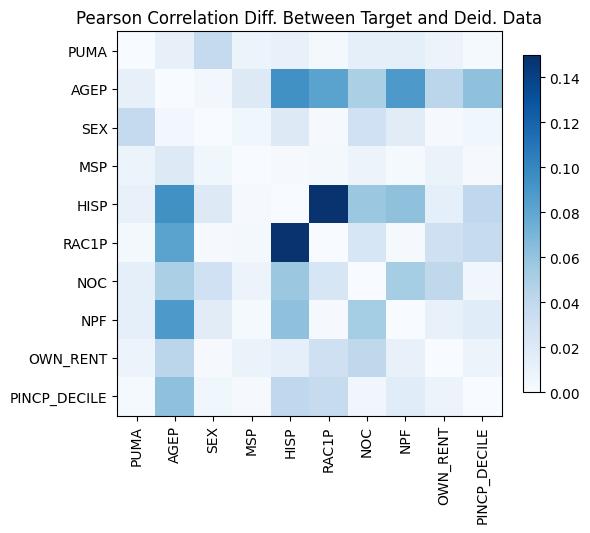 Pearson Correlation Diff. Between Target and Deid. Data
PUMA
AGEP
SEX
MSP
HISP
RAC1P
NOC
NPF
OWN_RENT
PINCP_DECILE
PUMA
AGEP
SEX
MSP
HISP
RAC1P
NOC
NPF
OWN_RENT
PINCP_DECILE
0.14
0.12
0.10
0.08
0.06
0.04
0.02
0.00